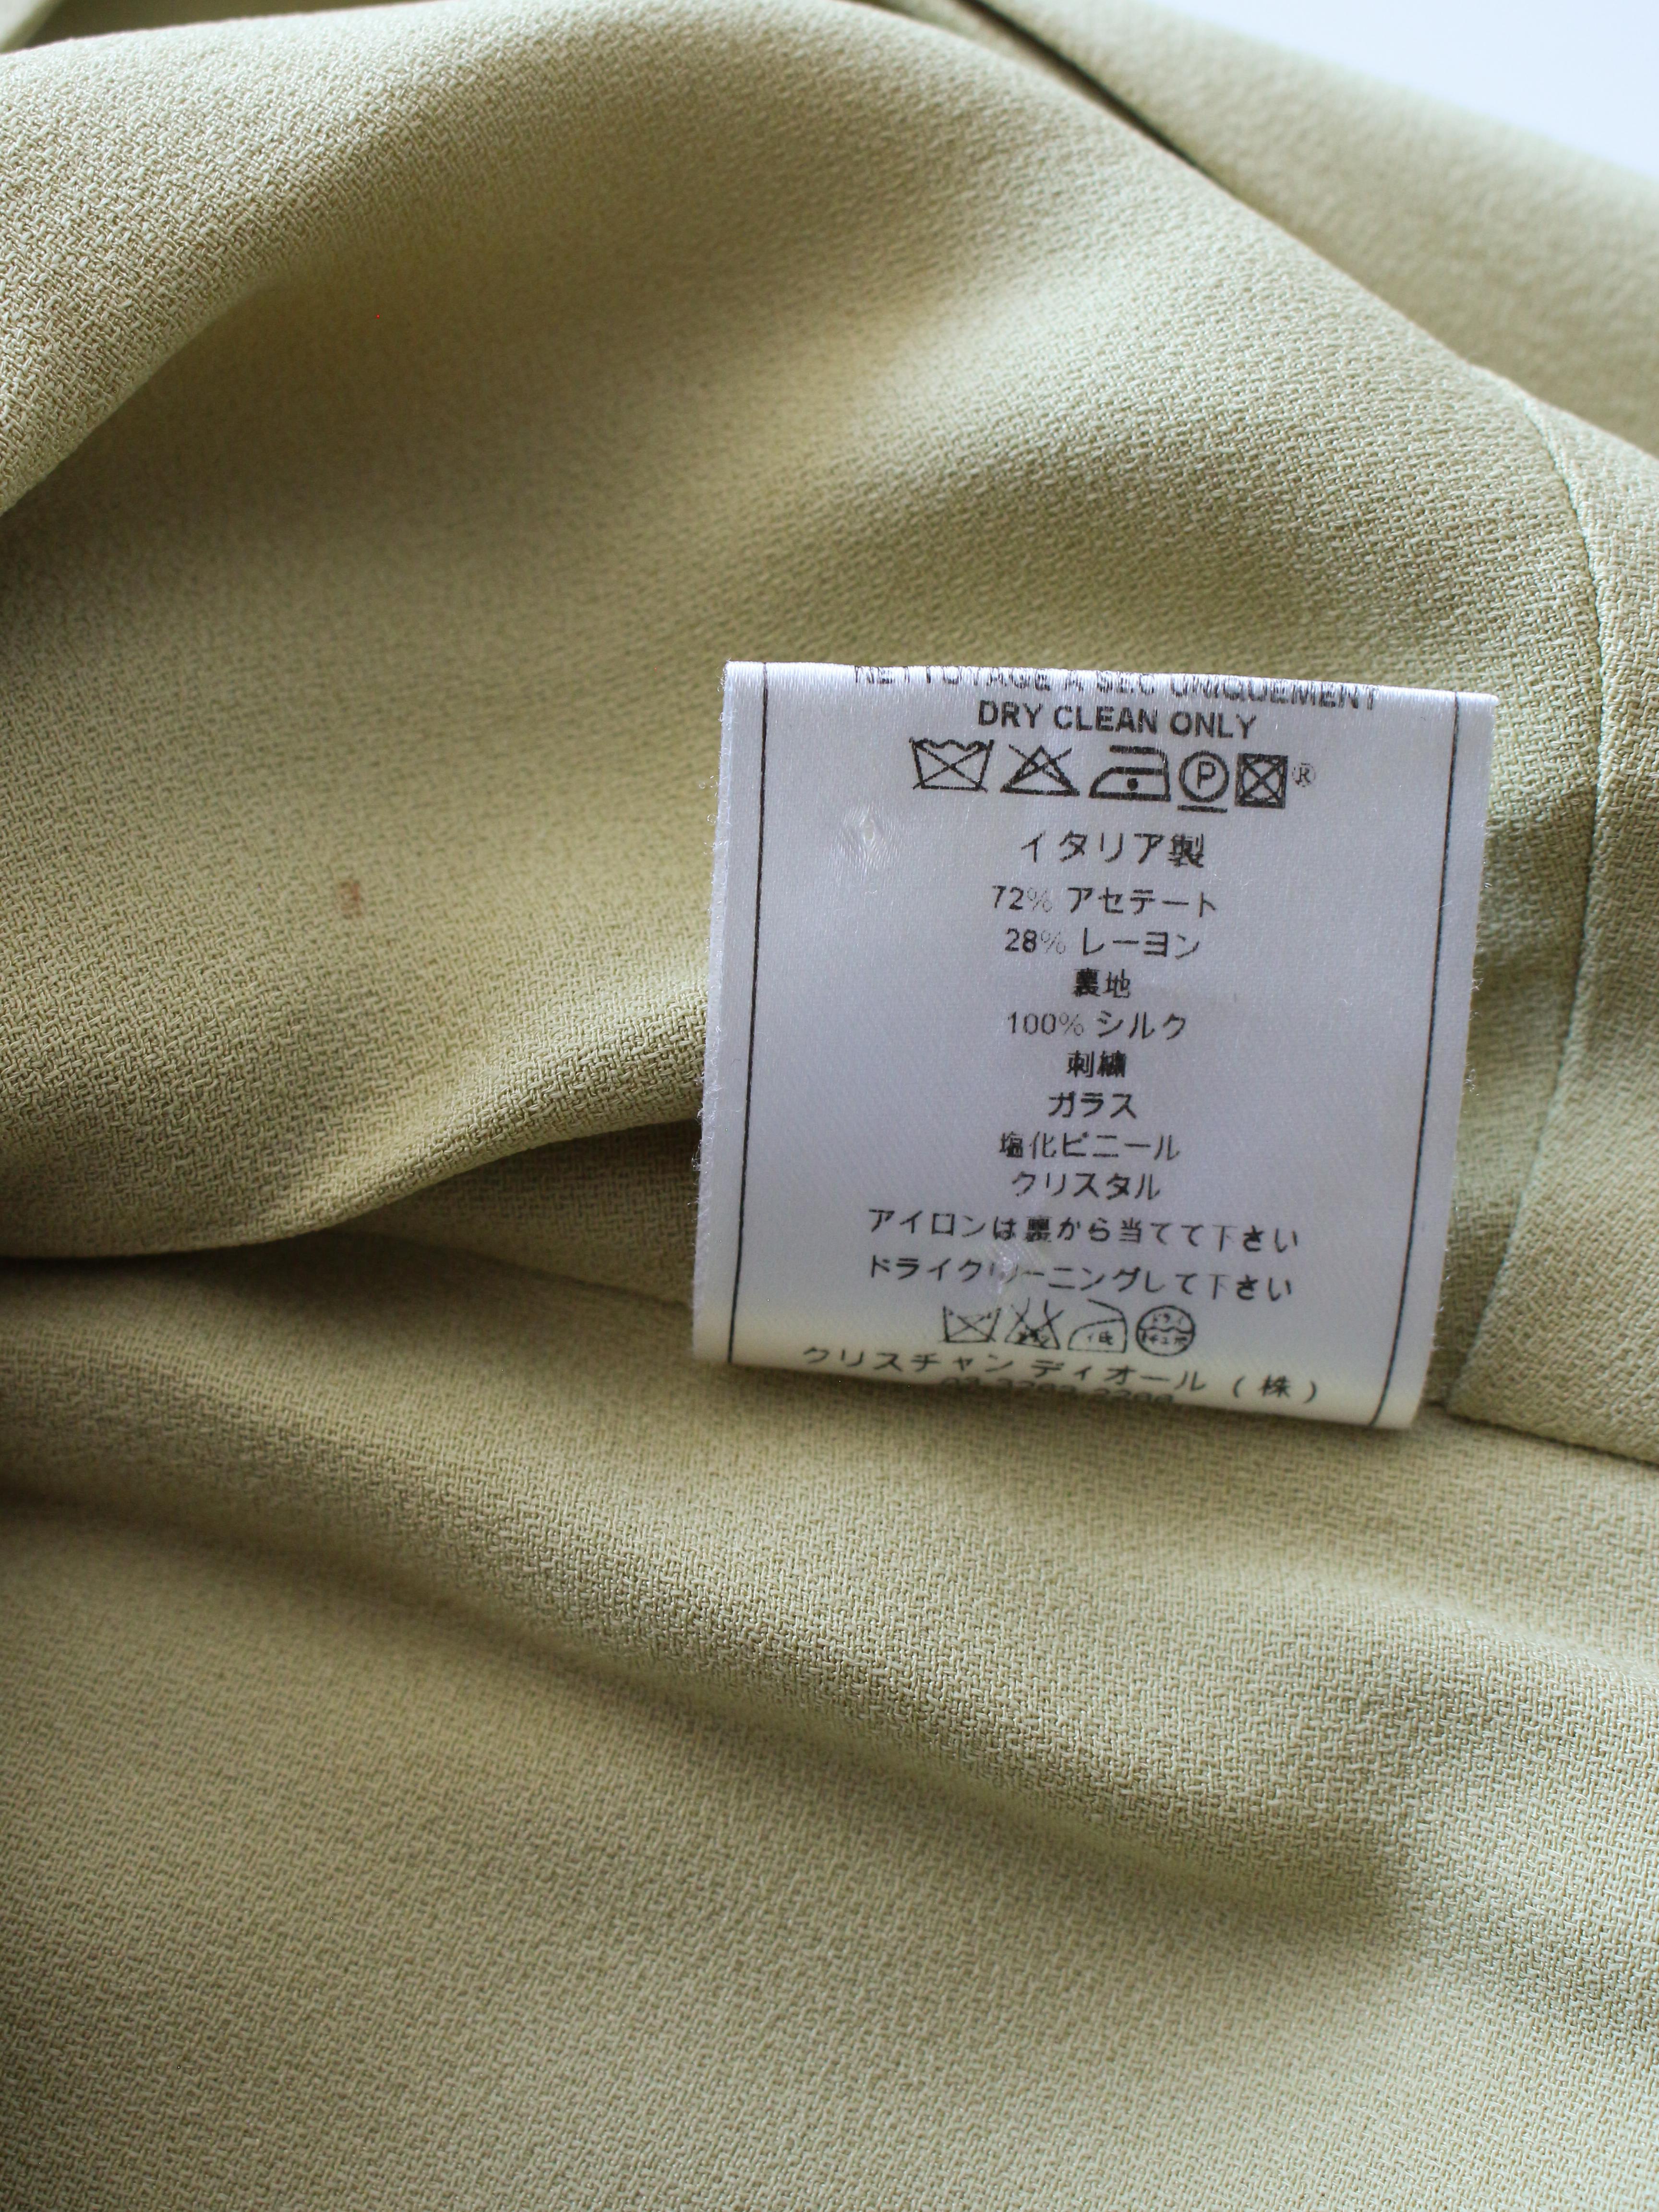 NETTOYAGE A SEC UNIQUEMENT
DRY CLEAN ONLY
P ®
イタリア製
72% アセテート
28% レーヨン
裏地
100% シルク
刺繍
ガラス
塩化ビニール
クリスタル
アイロンは裏から当てて下さい
ドライクリーニングして下さい
クリスチャン ディオール (株)